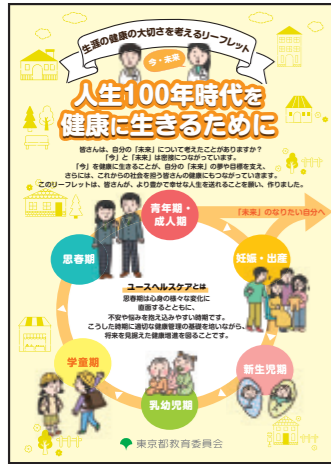 生涯の健康の大切さを考えるリーフレット
今・未来
人生100年時代を
健康に生きるために
皆さんは、自分の「未来」について考えたことがありますか？
「今」と「未来」は密接につながっています。
「今」を健康に生きることが、自分の「未来」の夢や目標を支え、
さらには、これからの社会を担う皆さんの健康にもつながっていきます。
このリーフレットは、皆さんが、より豊かで幸せな人生を送れることを願い、作りました。
「未来」のなりたい自分へ
青年期・
成人期
思春期
妊娠・出産
ユースヘルスケアとは
思春期は心身の様々な変化に
直面するとともに、
不安や悩みを抱え込みやすい時期です。
こうした時期に適切な健康管理の基礎を培いながら、
将来を見据えた健康増進を図ることです。
学童期
新生児期
乳幼児期
東京都教育委員会